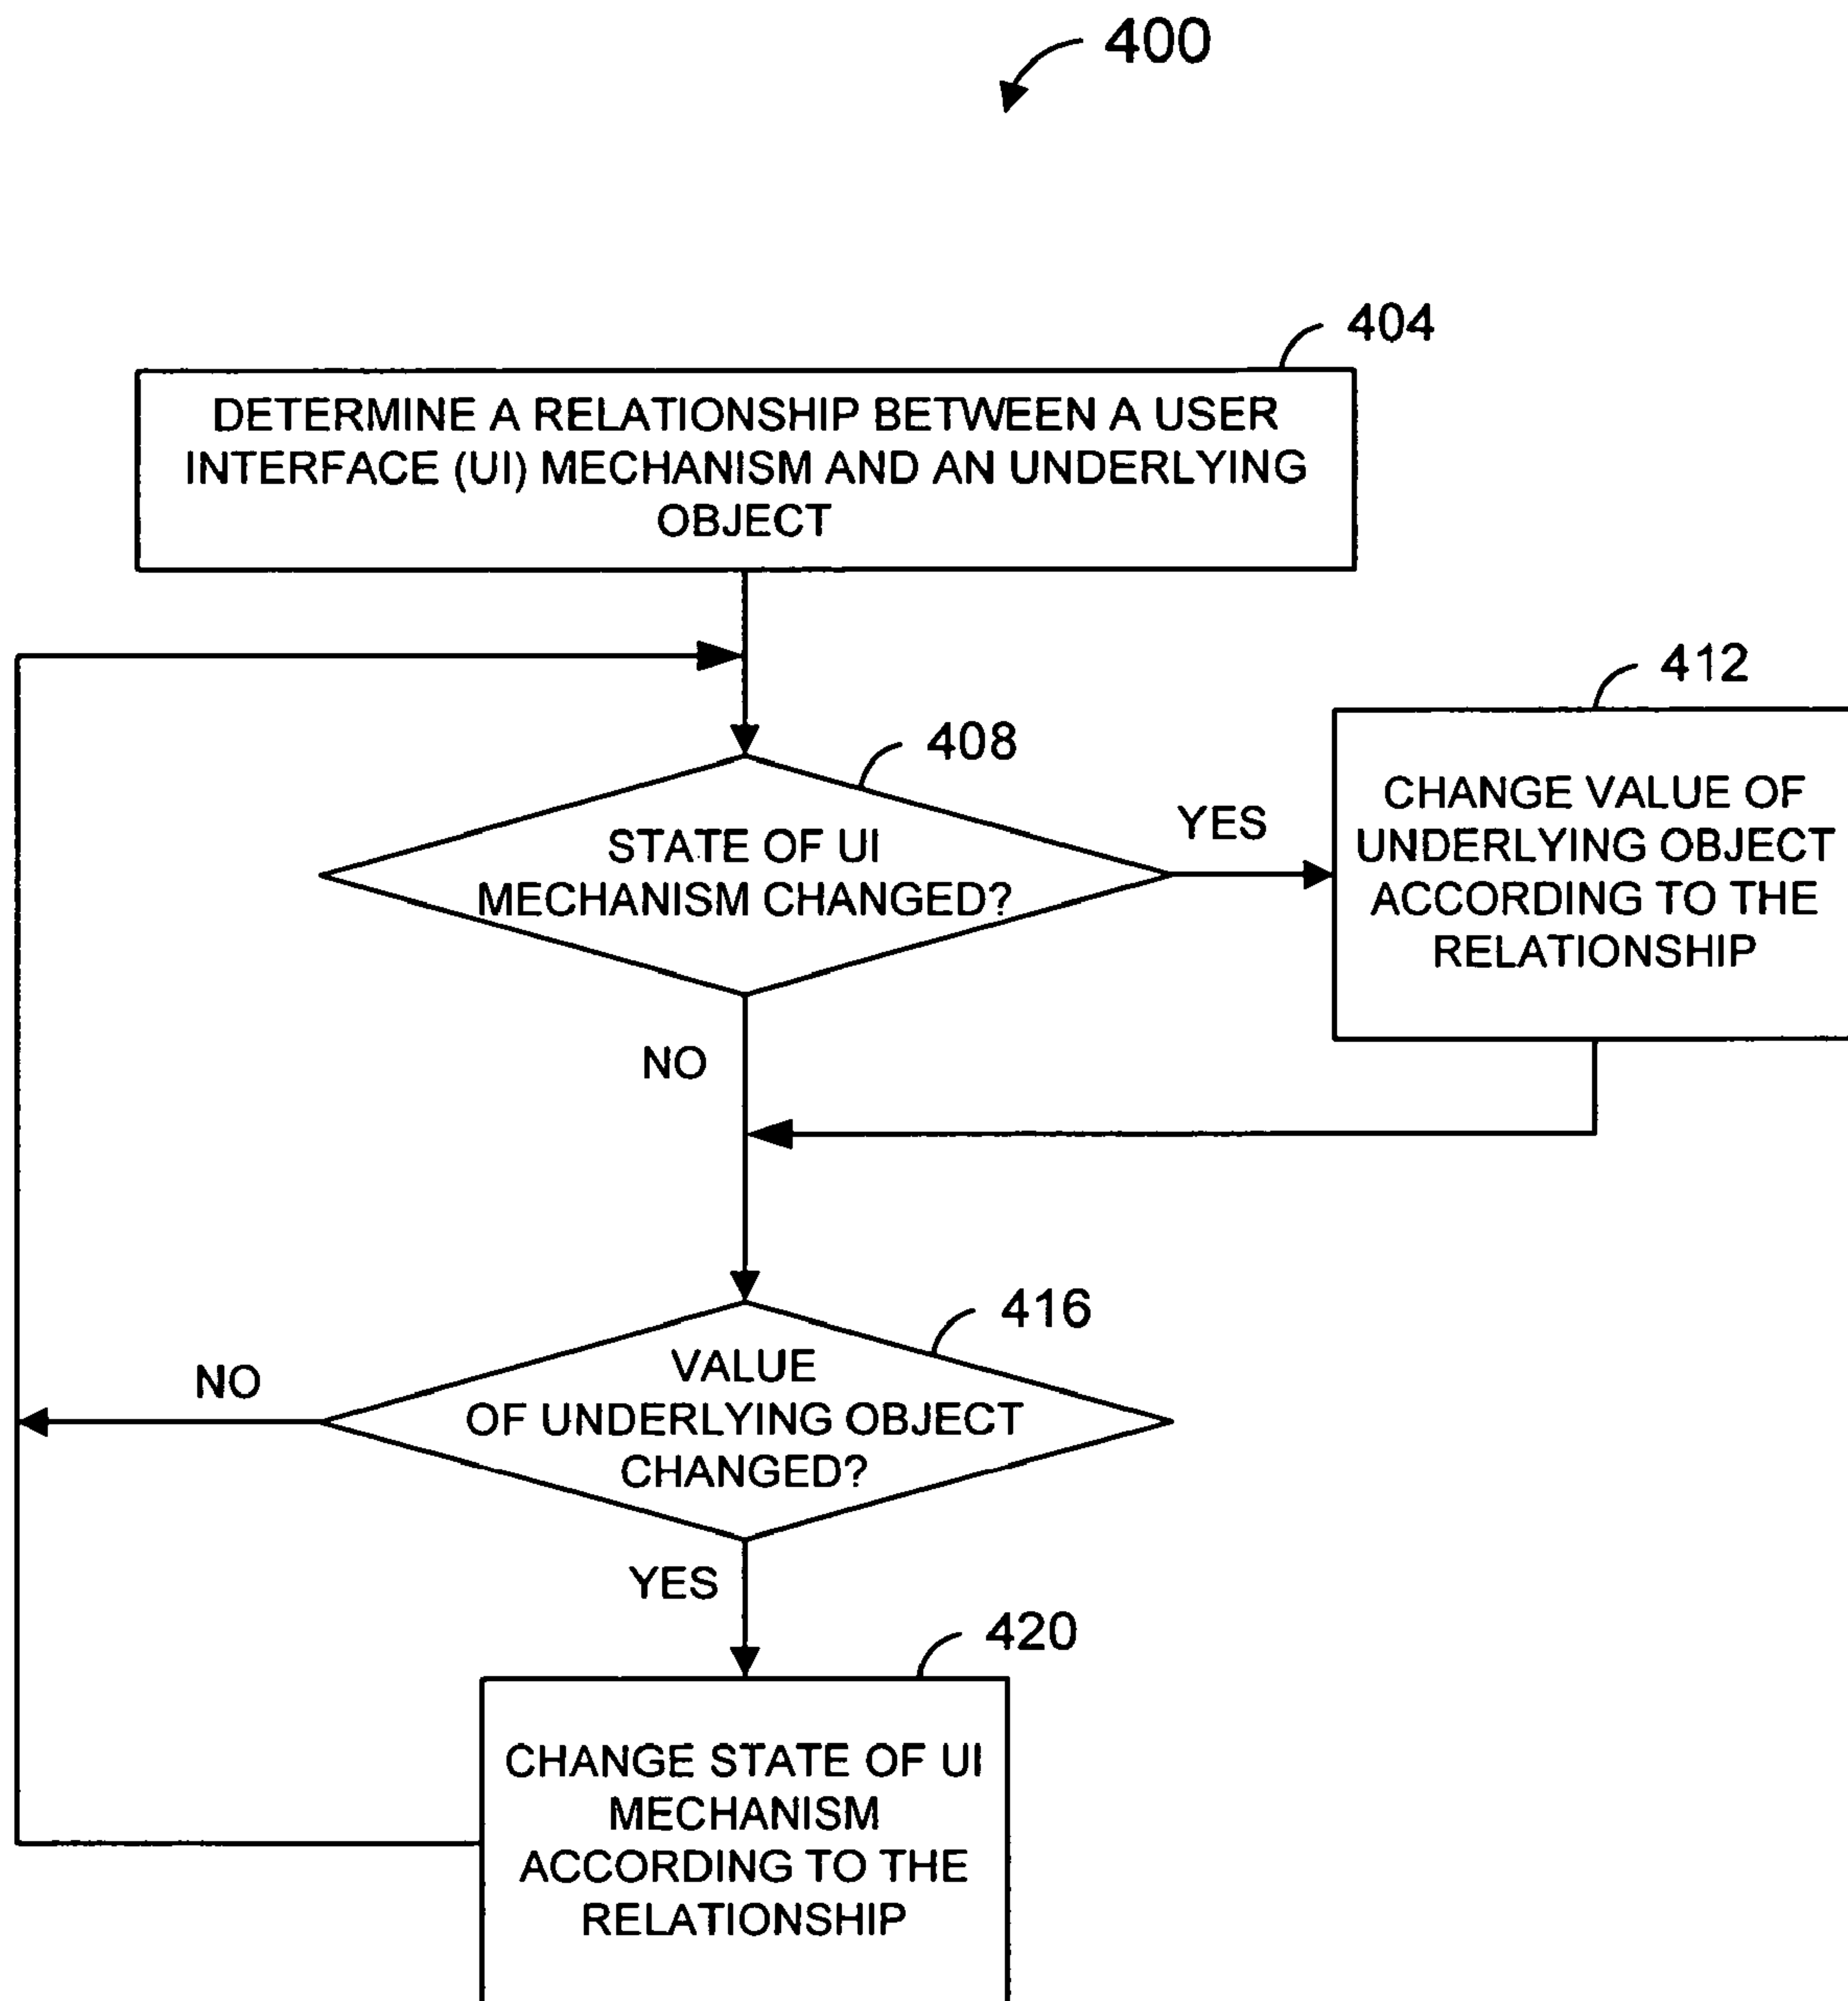 400
404
DETERMINE A RELATIONSHIP BETWEEN A USER
INTERFACE (UI) MECHANISM AND AN UNDERLYING
OBJECT
408
STATE OF UI
MECHANISM CHANGED?
YES
412
CHANGE VALUE OF
UNDERLYING OBJECT
ACCORDING TO THE
RELATIONSHIP
NO
416
VALUE
OF UNDERLYING OBJECT
CHANGED?
NO
YES
420
CHANGE STATE OF UI
MECHANISM
ACCORDING TO THE
RELATIONSHIP